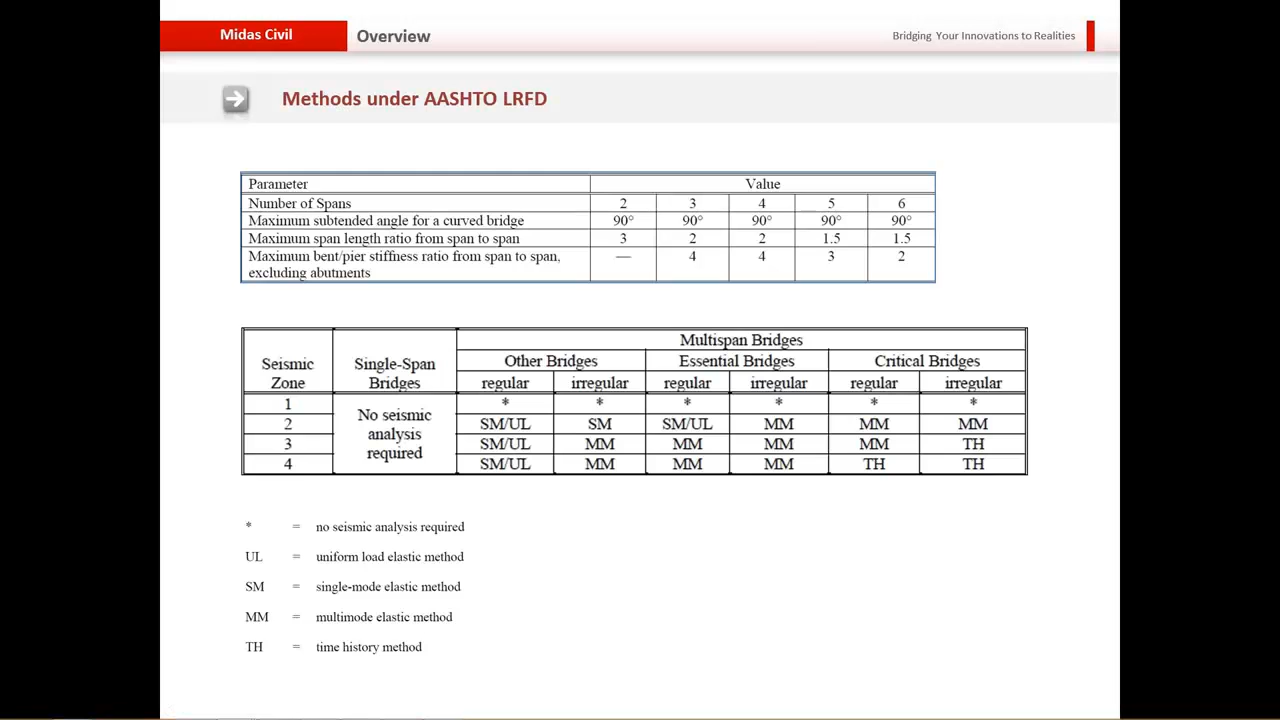 Midas Civil
Overview
Bridging Your Innovations to Realities
Methods under AASHTO LRFD
Parameter Value
Number of Spans 2 3 4 5 6
Maximum subtended angle for a curved bridge 90° 90° 90° 90° 90°
Maximum span length ratio from span to span 3 2 2 1.5 1.5
Maximum bent/pier stiffness ratio from span to span, — 4 4 3 2
excluding abutments
Multispan Bridges
Seismic Single-Span Other Bridges Essential Bridges Critical Bridges
Zone Bridges regular irregular regular irregular regular irregular
1 No seismic analysis required * * * * * *
2 SM/UL SM SM/UL MM MM MM
3 SM/UL MM MM MM MM TH
4 SM/UL MM MM MM TH TH
* = no seismic analysis required
UL = uniform load elastic method
SM = single-mode elastic method
MM = multimode elastic method
TH = time history method